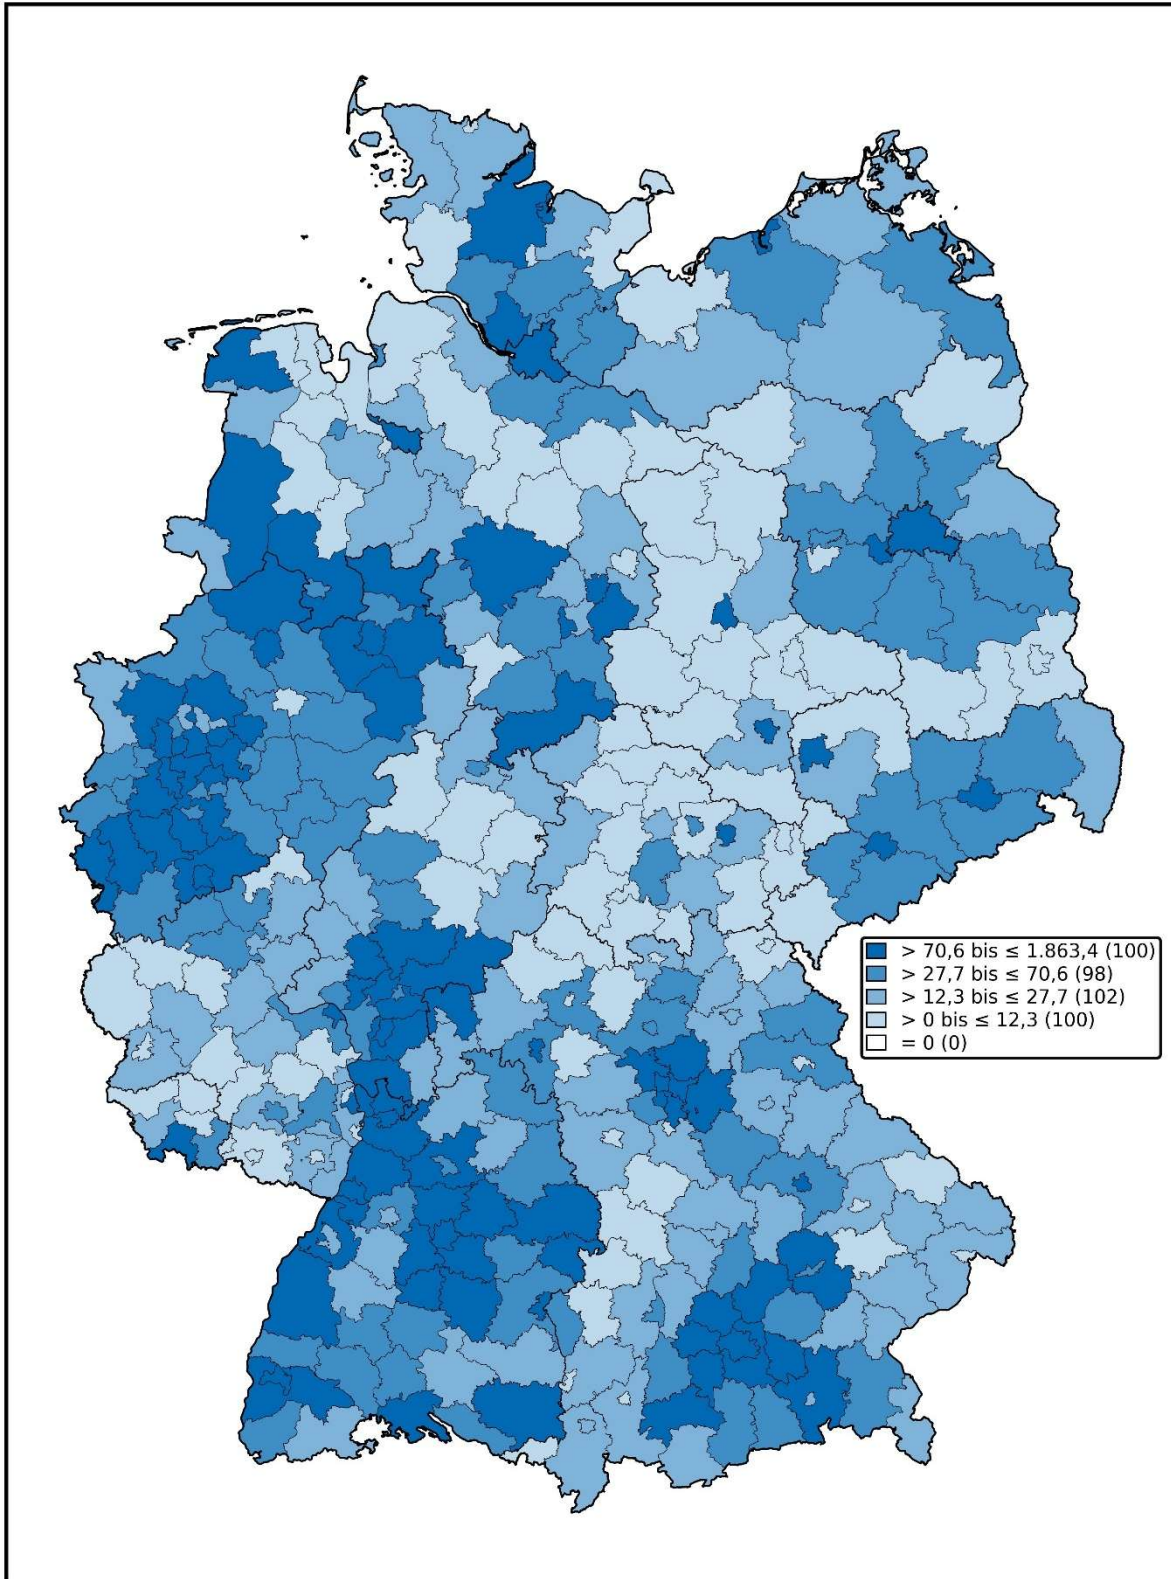 > 70,6 bis ≤ 1.863,4 (100)
> 27,7 bis ≤ 70,6 (98)
> 12,3 bis ≤ 27,7 (102)
> 0 bis ≤ 12,3 (100)
= 0 (0)